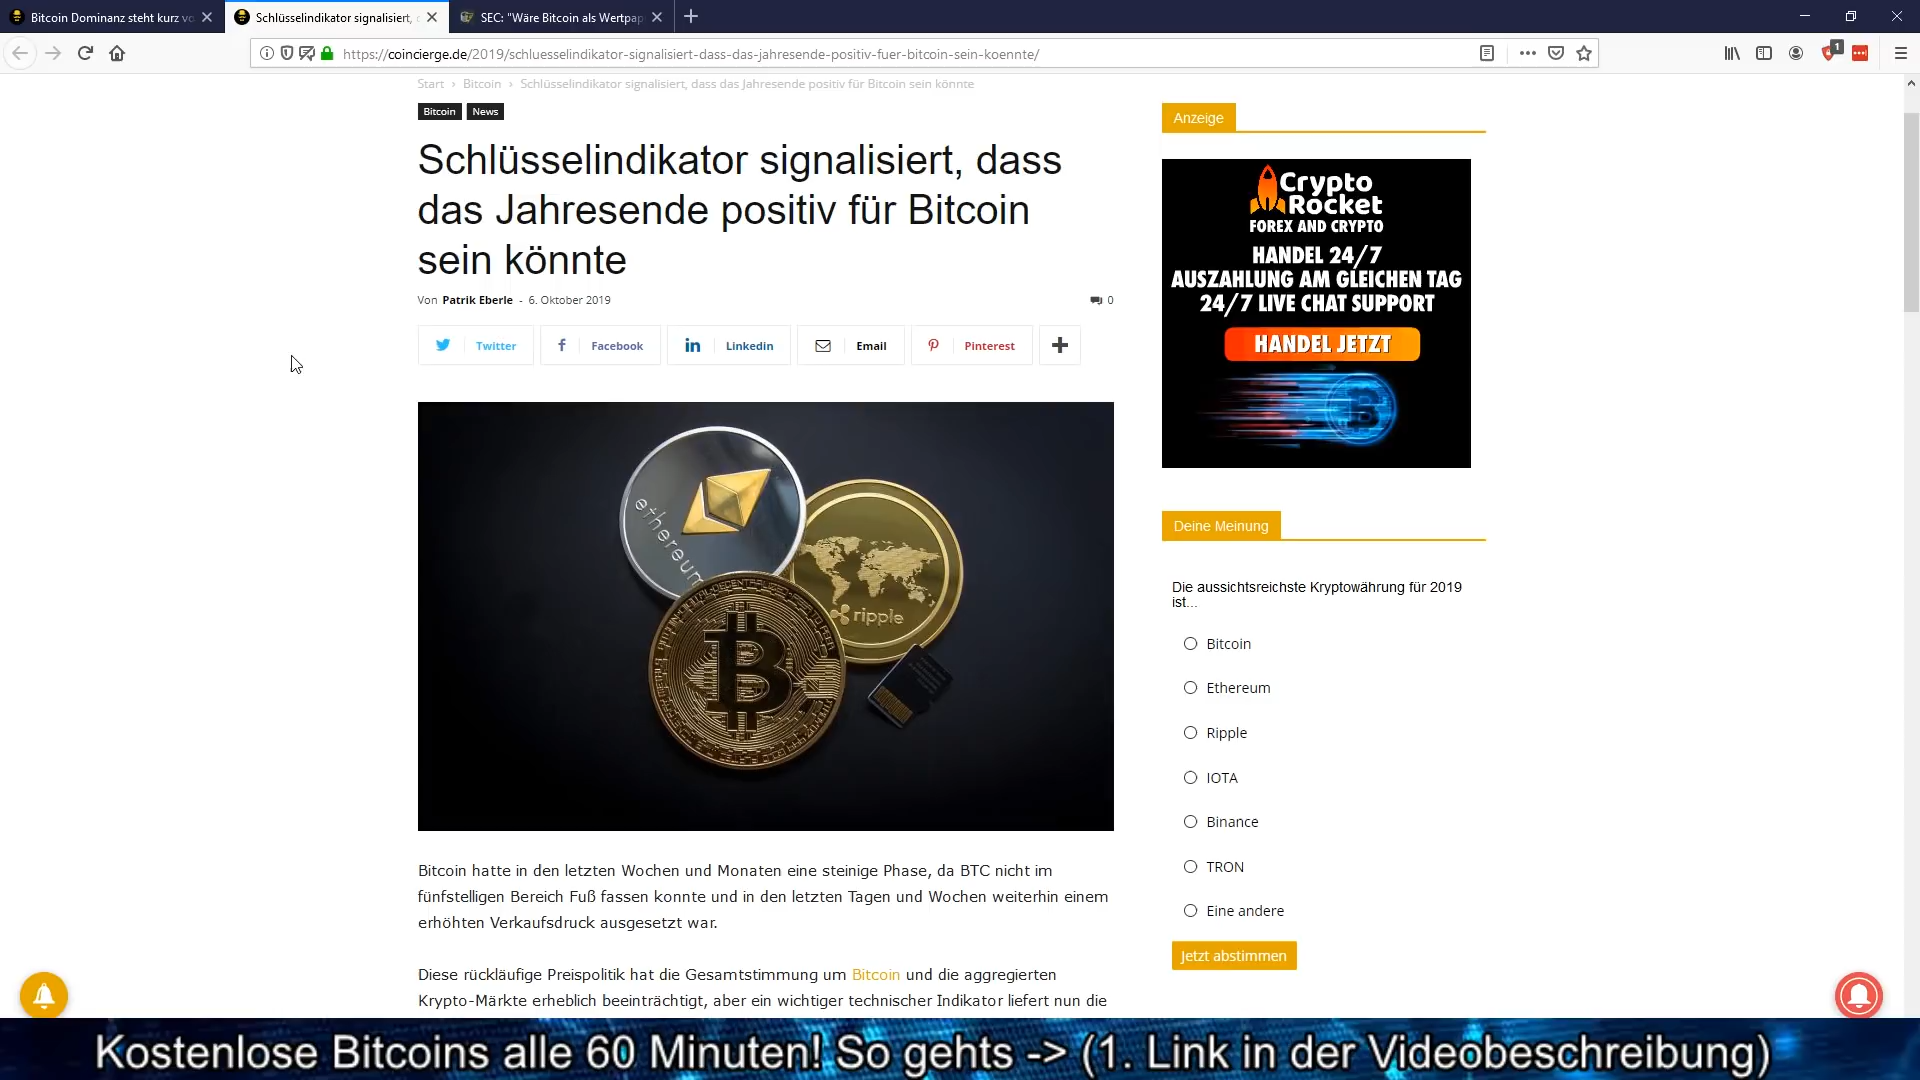 Bitcoin Dominanz steht kurz vo
Schlüsselindikator signalisiert,
SEC: "Wäre Bitcoin als Wertpap
https://coincierge.de/2019/schluesselindikator-signalisiert-dass-das-jahresende-positiv-fuer-bitcoin-sein-koennte/
1
Start › Bitcoin › Schlüsselindikator signalisiert, dass das Jahresende positiv für Bitcoin sein könnte
Bitcoin News
Schlüsselindikator signalisiert, dass
das Jahresende positiv für Bitcoin
sein könnte
Von Patrik Eberle - 6. Oktober 2019
0
Twitter
Facebook
Linkedin
Email
Pinterest
ethereum
ripple
DECENTRALIZED
Bitcoin hatte in den letzten Wochen und Monaten eine steinige Phase, da BTC nicht im
fünfstelligen Bereich Fuß fassen konnte und in den letzten Tagen und Wochen weiterhin einem
erhöhten Verkaufsdruck ausgesetzt war.
Diese rückläufige Preispolitik hat die Gesamtstimmung um Bitcoin und die aggregierten
Krypto-Märkte erheblich beeinträchtigt, aber ein wichtiger technischer Indikator liefert nun die
Anzeige
Crypto
Rocket
FOREX AND CRYPTO
HANDEL 24/7
AUSZAHLUNG AM GLEICHEN TAG
24/7 LIVE CHAT SUPPORT
HANDEL JETZT
Deine Meinung
Die aussichtsreichste Kryptowährung für 2019
ist...
Bitcoin
Ethereum
Ripple
IOTA
Binance
TRON
Eine andere
Jetzt abstimmen
Kostenlose Bitcoins alle 60 Minuten! So gehts -> (1. Link in der Videobeschreibung)